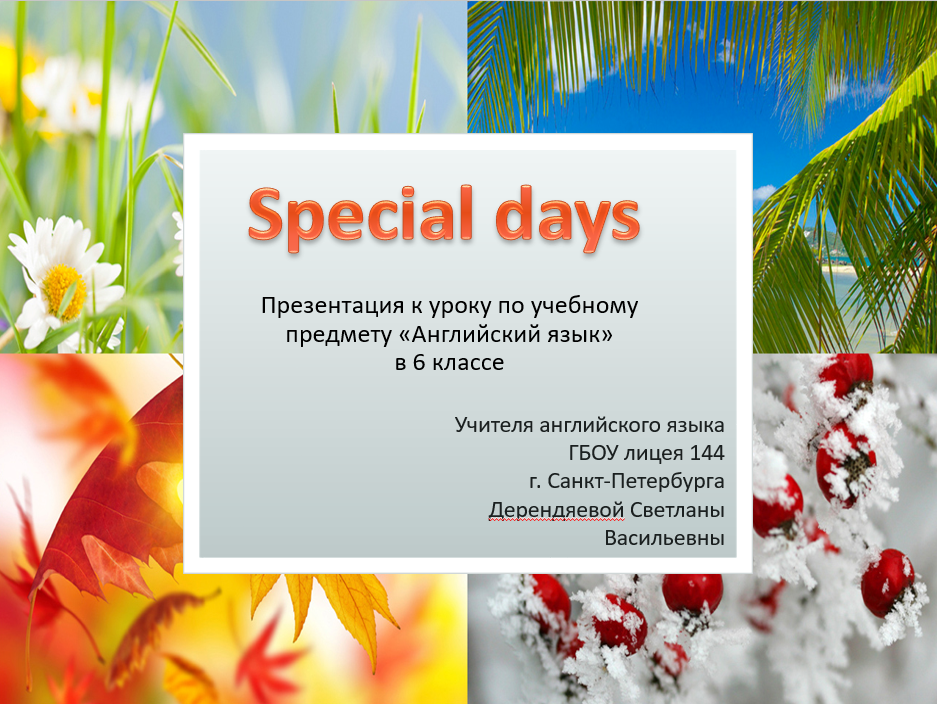 Special days
Презентация к уроку по учебному
предмету «Английский язык»
в 6 классе
Учителя английского языка
ГБОУ лицея 144
г. Санкт-Петербурга
Дерендяевой Светланы
Васильевны